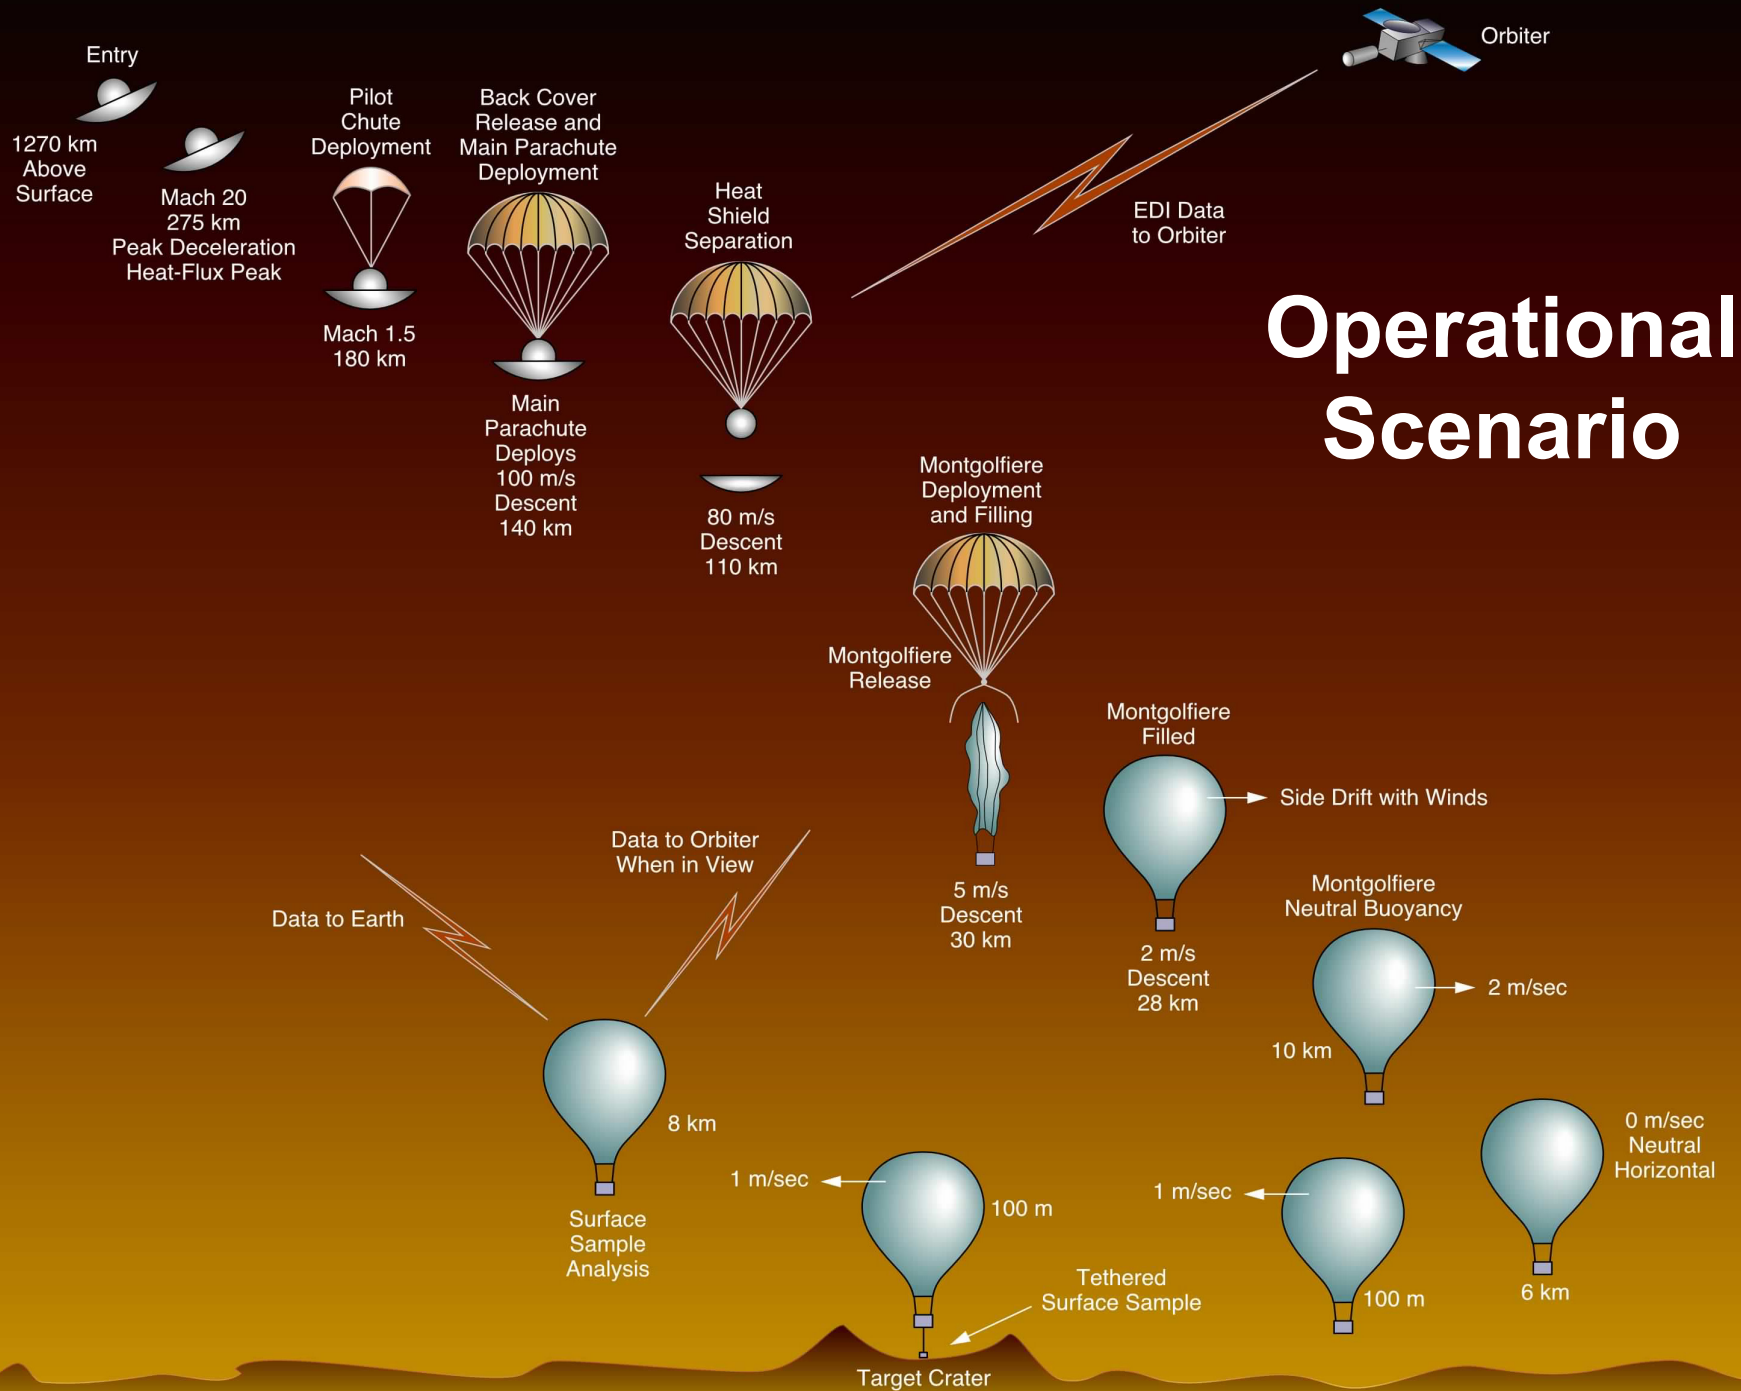 Entry
1270 km
Above
Surface
Mach 20
275 km
Peak Deceleration
Heat-Flux Peak
Pilot
Chute
Deployment
Mach 1.5
180 km
Back Cover
Release and
Main Parachute
Deployment
Main
Parachute
Deploys
100 m/s
Descent
140 km
Heat
Shield
Separation
80 m/s
Descent
110 km
Orbiter
EDI Data
to Orbiter
Operational
Scenario
Montgolfiere
Deployment
and Filling
Montgolfiere
Release
5 m/s
Descent
30 km
Montgolfiere
Filled
Side Drift with Winds
2 m/s
Descent
28 km
Montgolfiere
Neutral Buoyancy
2 m/sec
10 km
0 m/sec
Neutral
Horizontal
6 km
1 m/sec
100 m
1 m/sec
100 m
Tethered
Surface Sample
Target Crater
Data to Earth
Data to Orbiter
When in View
8 km
Surface
Sample
Analysis